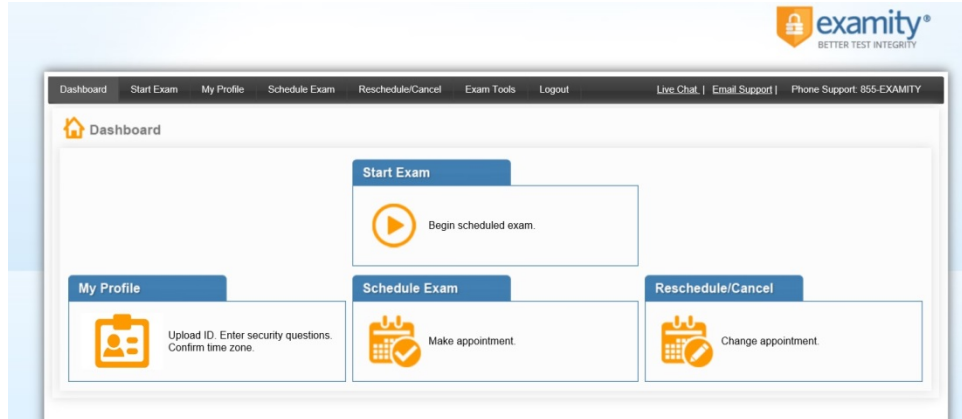 examity®
BETTER TEST INTEGRITY
Dashboard Start Exam My Profile Schedule Exam Reschedule/Cancel Exam Tools Logout Live Chat | Email Support | Phone Support: 855-EXAMITY
Dashboard
Start Exam
Begin scheduled exam.
My Profile
Upload ID. Enter security questions.
Confirm time zone.
Schedule Exam
Make appointment.
Reschedule/Cancel
Change appointment.